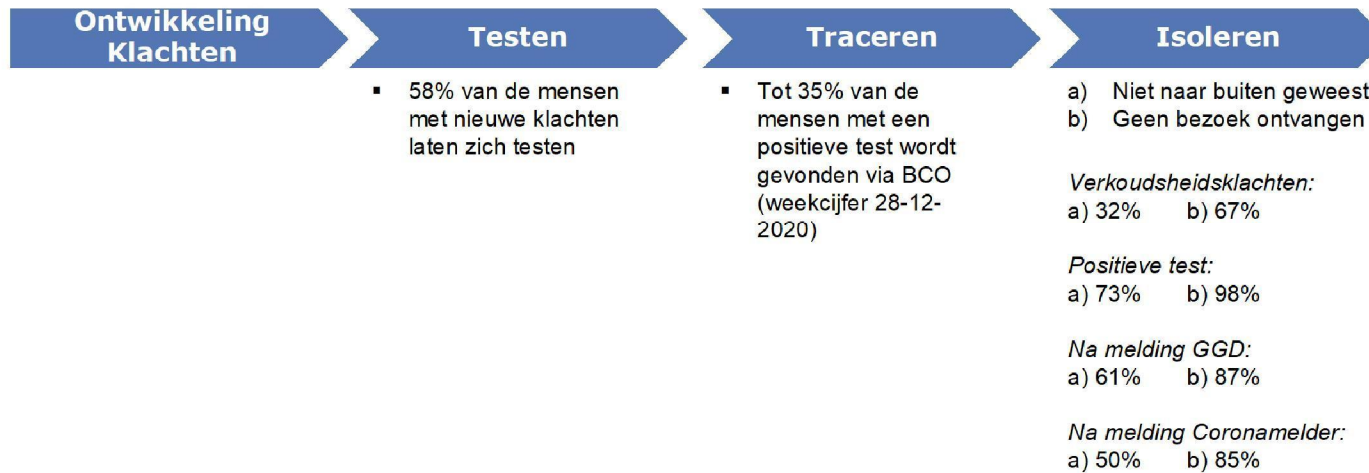 Ontwikkeling
Klachten
Testen
▪ 58% van de mensen
met nieuwe klachten
laten zich testen
Traceren
▪ Tot 35% van de
mensen met een
positieve test wordt
gevonden via BCO
(weekcijfer 28-12-
2020)
Isoleren
a) Niet naar buiten geweest
b) Geen bezoek ontvangen
Verkoudsheidsklachten:
a) 32% b) 67%
Positieve test:
a) 73% b) 98%
Na melding GGD:
a) 61% b) 87%
Na melding Coronamelder:
a) 50% b) 85%